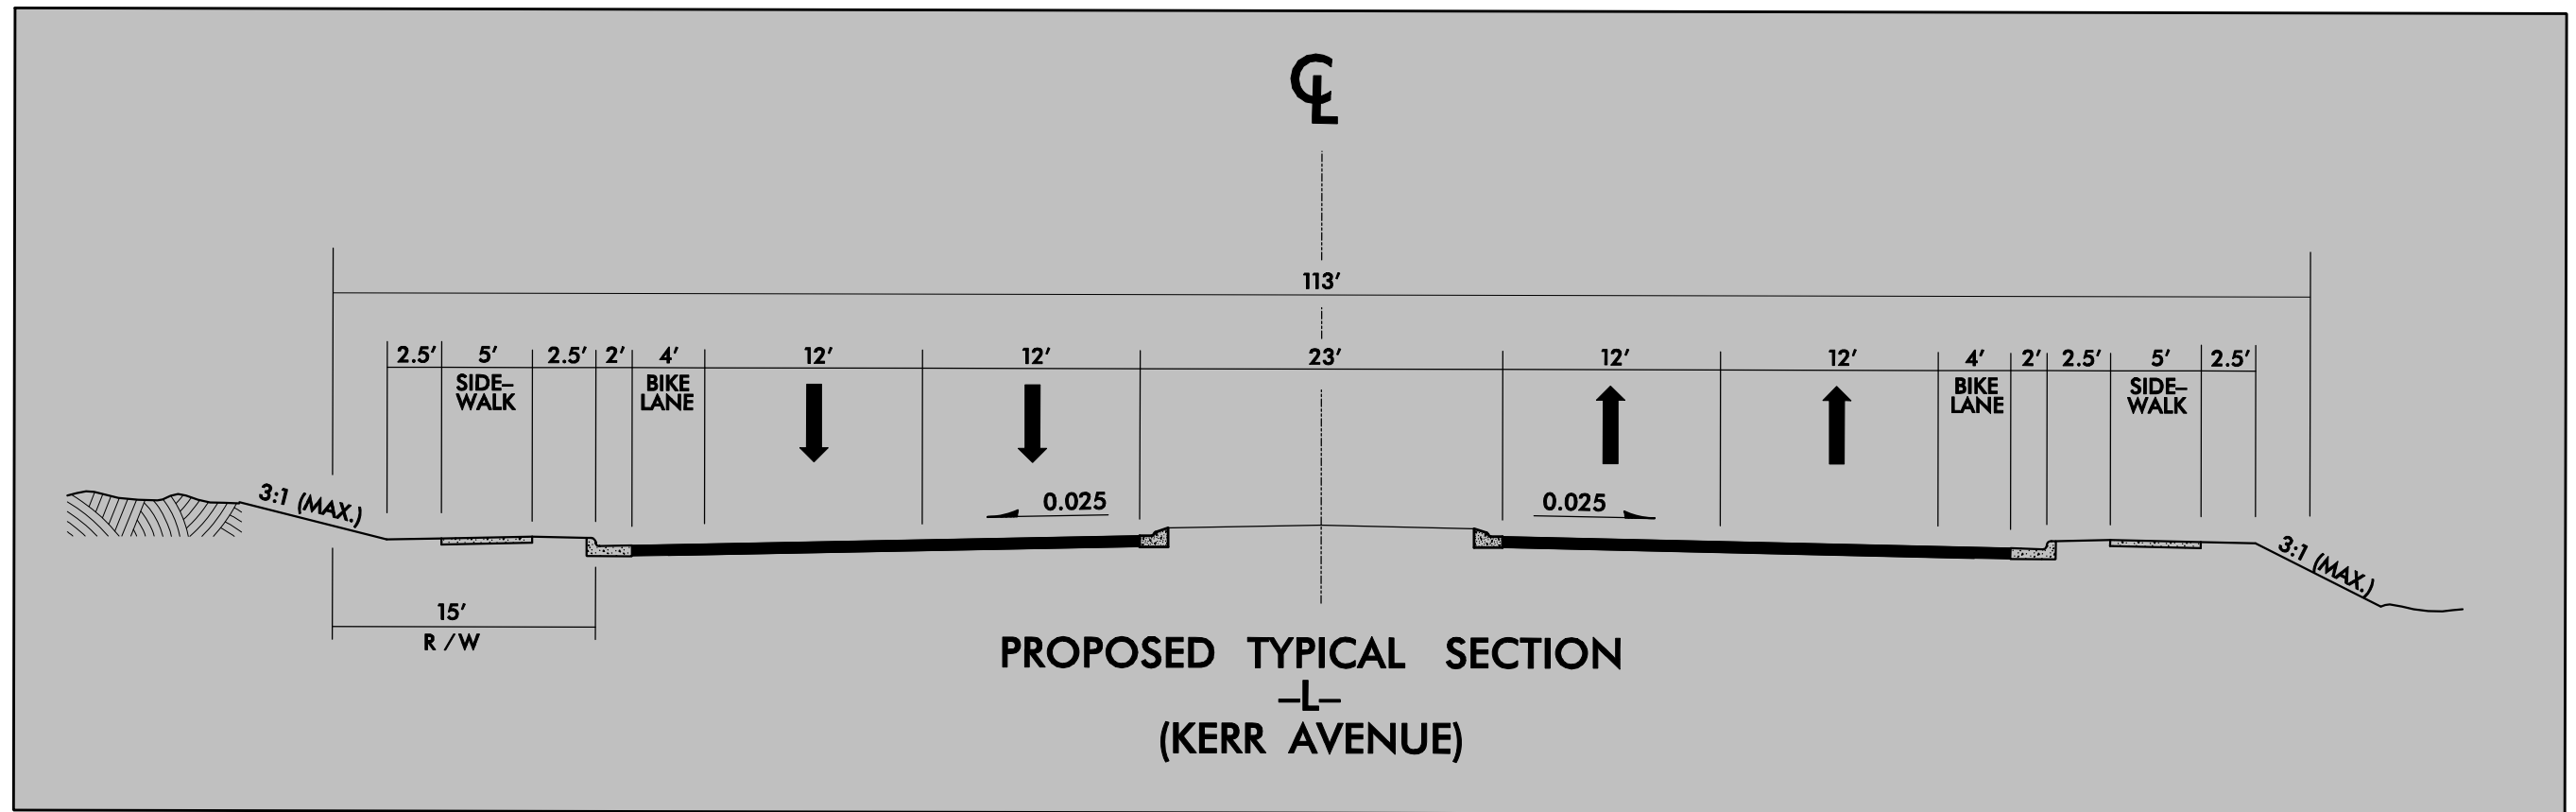 ℄
113′
2.5′ 5′ 2.5′ 2′ 4′ 12′ 12′ 23′ 12′ 12′ 4′ 2′ 2.5′ 5′ 2.5′
SIDE– BIKE BIKE SIDE–
WALK LANE LANE WALK
3:1 (MAX.) 0.025 0.025 3:1 (MAX.)
15′
R /W
PROPOSED TYPICAL SECTION
–L–
(KERR AVENUE)